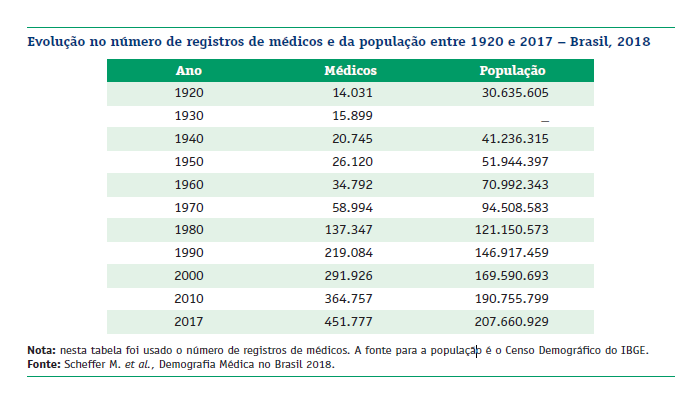 Evolução no número de registros de médicos e da população entre 1920 e 2017 – Brasil, 2018
Ano Médicos População
1920 14.031 30.635.605
1930 15.899 _
1940 20.745 41.236.315
1950 26.120 51.944.397
1960 34.792 70.992.343
1970 58.994 94.508.583
1980 137.347 121.150.573
1990 219.084 146.917.459
2000 291.926 169.590.693
2010 364.757 190.755.799
2017 451.777 207.660.929
Nota: nesta tabela foi usado o número de registros de médicos. A fonte para a população é o Censo Demográfico do IBGE.
Fonte: Scheffer M. et al., Demografia Médica no Brasil 2018.